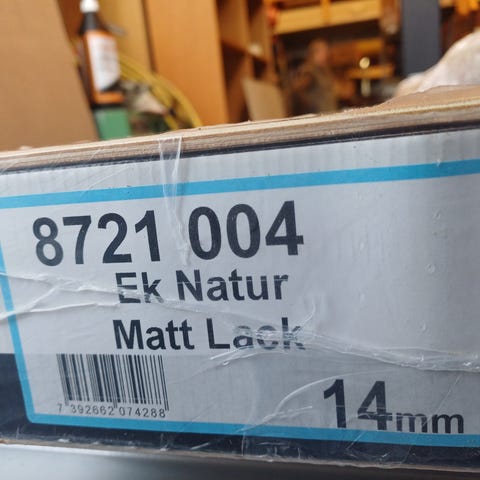 8721 004
Ek Natur
Matt Lack
7 392662 074288
14mm